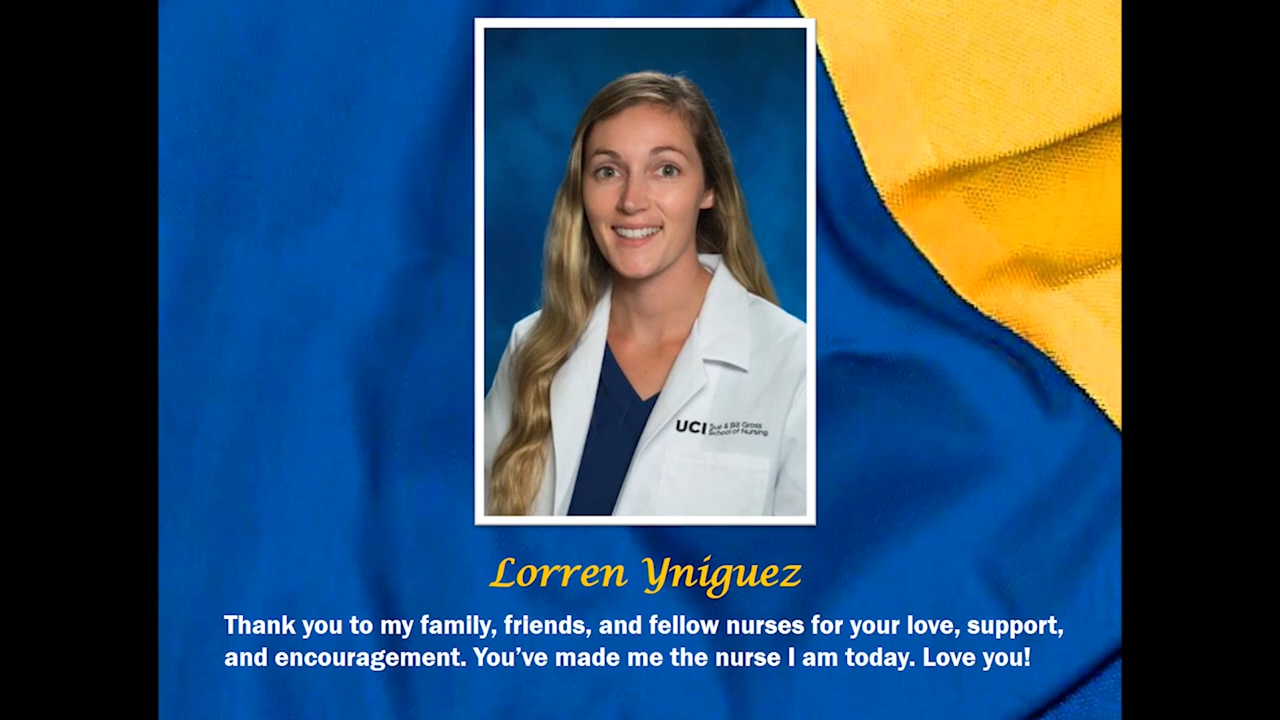 UCI Sue & Bill Gross
School of Nursing
Lorren Yniguez
Thank you to my family, friends, and fellow nurses for your love, support,
and encouragement. You’ve made me the nurse I am today. Love you!